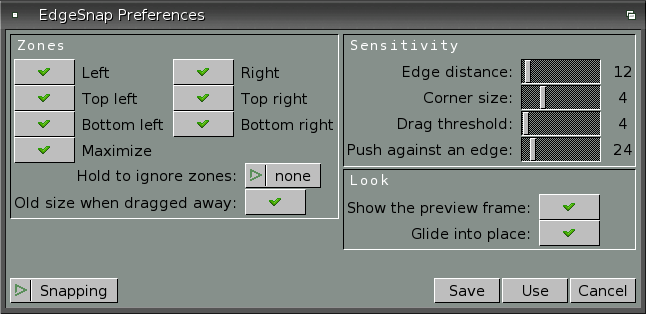 EdgeSnap Preferences
Zones
Left
Right
Top left
Top right
Bottom left
Bottom right
Maximize
Hold to ignore zones: none
Old size when dragged away:
Sensitivity
Edge distance: 12
Corner size: 4
Drag threshold: 4
Push against an edge: 24
Look
Show the preview frame:
Glide into place:
Snapping
Save
Use
Cancel